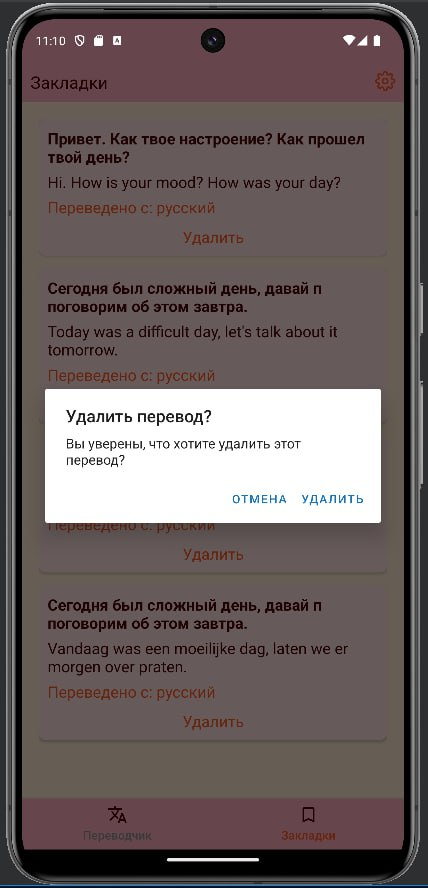 11:10
Закладки
Привет. Как твое настроение? Как прошел
твой день?
Hi. How is your mood? How was your day?
Переведено с: русский
Удалить
Сегодня был сложный день, давай п
поговорим об этом завтра.
Today was a difficult day, let's talk about it
tomorrow.
Переведено с: русский
Удалить перевод?
Вы уверены, что хотите удалить этот
перевод?
ОТМЕНА УДАЛИТЬ
Переведено с: русский
Удалить
Сегодня был сложный день, давай п
поговорим об этом завтра.
Vandaag was een moeilijke dag, laten we er
morgen over praten.
Переведено с: русский
Удалить
Переводчик Закладки